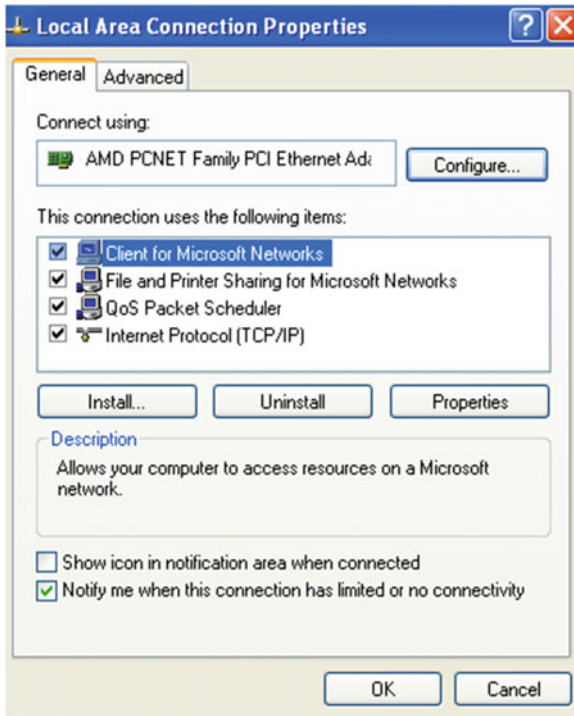 Local Area Connection Properties
General Advanced
Connect using:
AMD PCNET Family PCI Ethernet Ada
Configure...
This connection uses the following items:
Client for Microsoft Networks
File and Printer Sharing for Microsoft Networks
QoS Packet Scheduler
Internet Protocol (TCP/IP)
Install... Uninstall Properties
Description
Allows your computer to access resources on a Microsoft
network.
Show icon in notification area when connected
Notify me when this connection has limited or no connectivity
OK Cancel